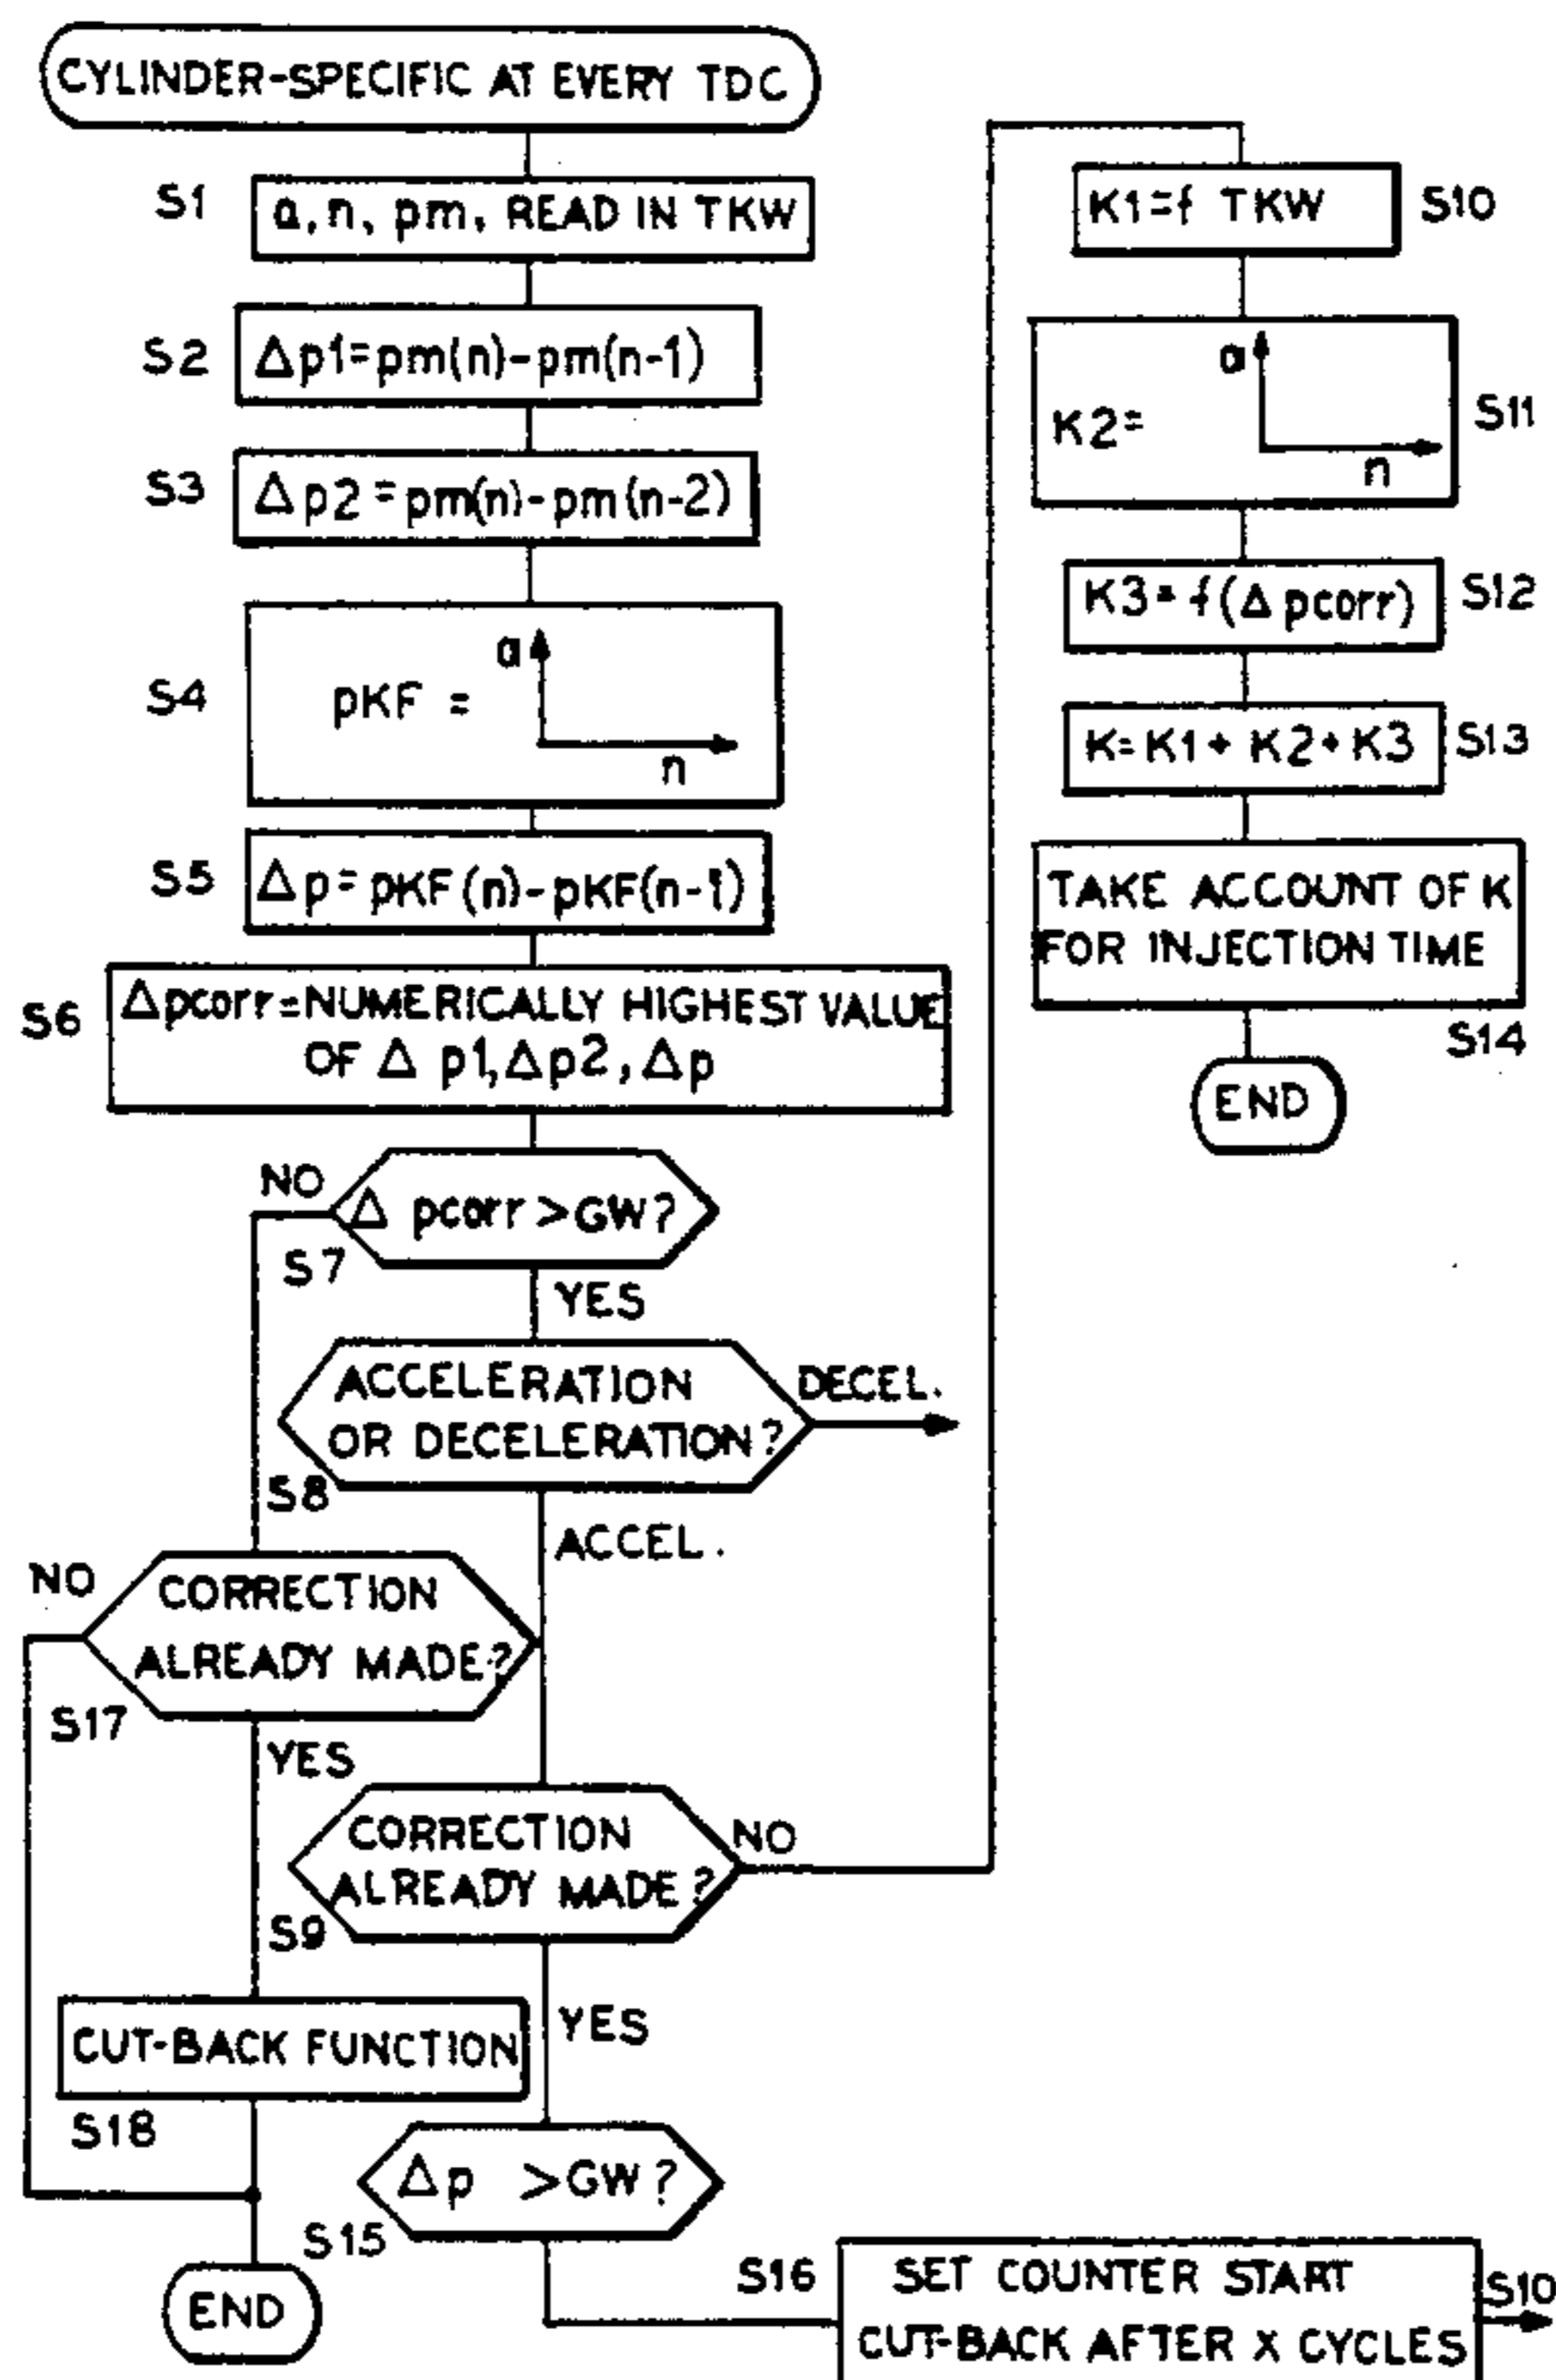 CYLINDER-SPECIFIC AT EVERY TDC
S1
a, n, pm, READ IN TKW
S2
Δp1=pm(n)-pm(n-1)
S3
Δp2=pm(n)-pm(n-2)
S4
pKF =
a
n
S5
Δp=pKF(n)-pKF(n-1)
S6
Δpcorr=NUMERICALLY HIGHEST VALUE
OF Δ p1,Δp2,Δp
NO
Δ pcorr >GW?
S7
YES
ACCELERATION
OR DECELERATION?
DECEL.
S8
ACCEL.
NO
CORRECTION
ALREADY MADE?
S17
YES
CORRECTION
ALREADY MADE?
NO
S9
YES
CUT-BACK FUNCTION
S18
Δp >GW?
S15
END
S16
SET COUNTER START
CUT-BACK AFTER X CYCLES
S10
K1=f TKW
S10
K2=
a
n
S11
K3=f(Δ pcorr)
S12
K=K1+K2+K3
S13
TAKE ACCOUNT OF K
FOR INJECTION TIME
S14
END